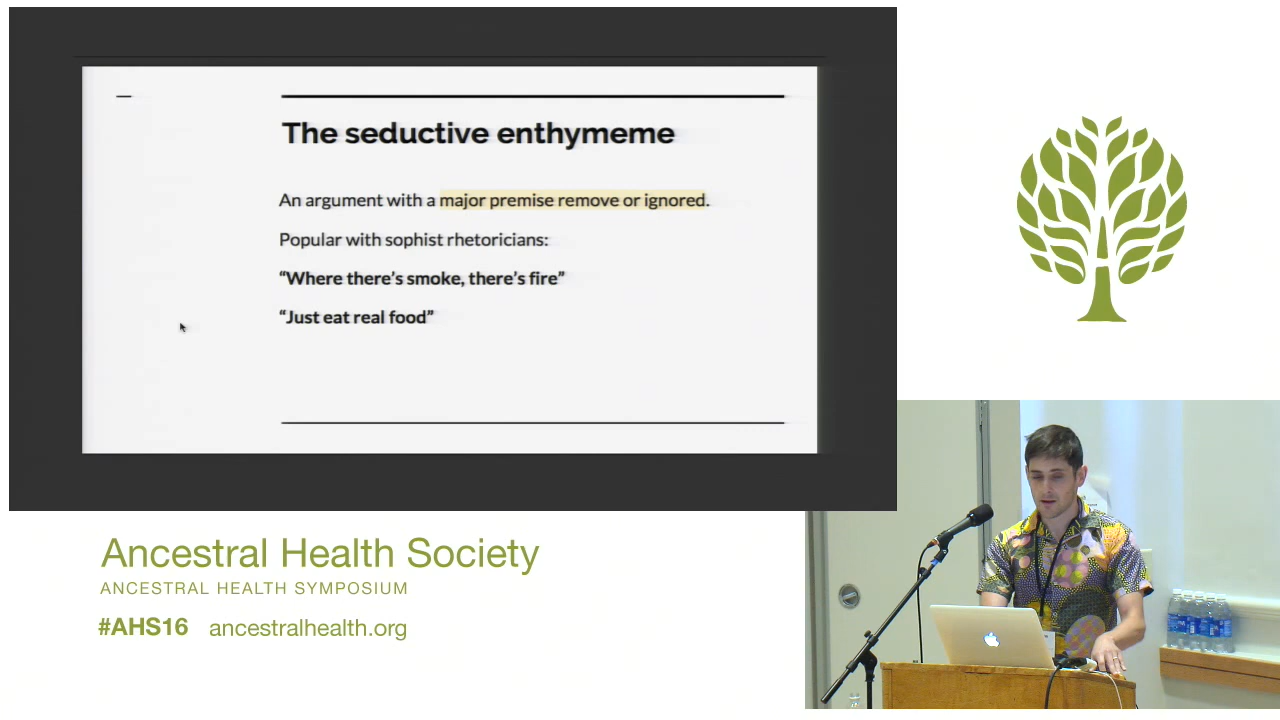 The seductive enthymeme
An argument with a major premise remove or ignored.
Popular with sophist rhetoricians:
“Where there’s smoke, there’s fire”
“Just eat real food”
Ancestral Health Society
ANCESTRAL HEALTH SYMPOSIUM
#AHS16 ancestralhealth.org